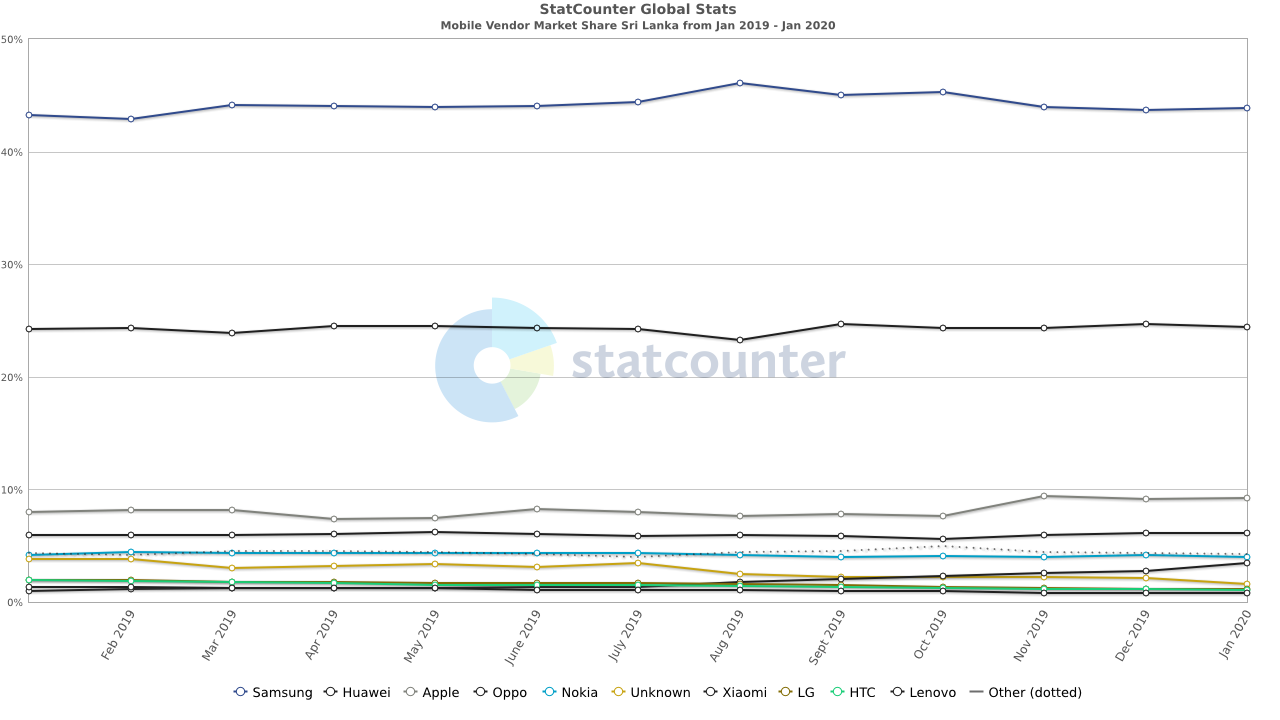 StatCounter Global Stats
Mobile Vendor Market Share Sri Lanka from Jan 2019 - Jan 2020
50%
40%
30%
statcounter
20%
10%
0%
Feb 2019 Mar 2019 Apr 2019 May 2019 June 2019 July 2019 Aug 2019 Sept 2019 Oct 2019 Nov 2019 Dec 2019 Jan 2020
Samsung Huawei Apple Oppo Nokia Unknown Xiaomi LG HTC Lenovo Other (dotted)